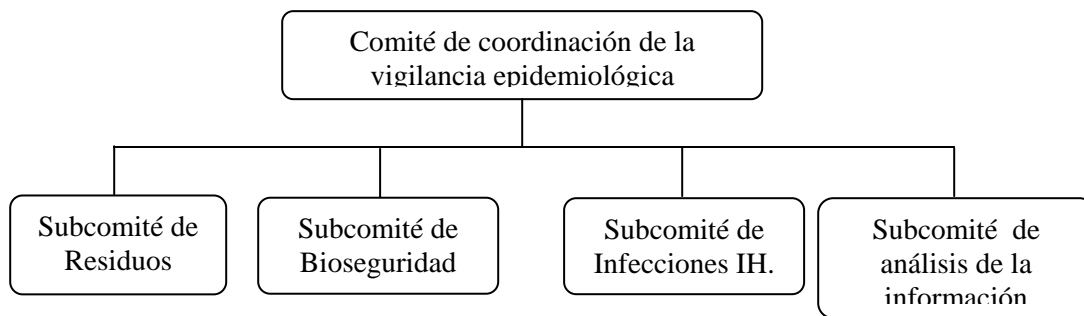 Comité de coordinación de la
vigilancia epidemiológica
Subcomité de
Residuos
Subcomité de
Bioseguridad
Subcomité de
Infecciones IH.
Subcomité  de
análisis de la
información